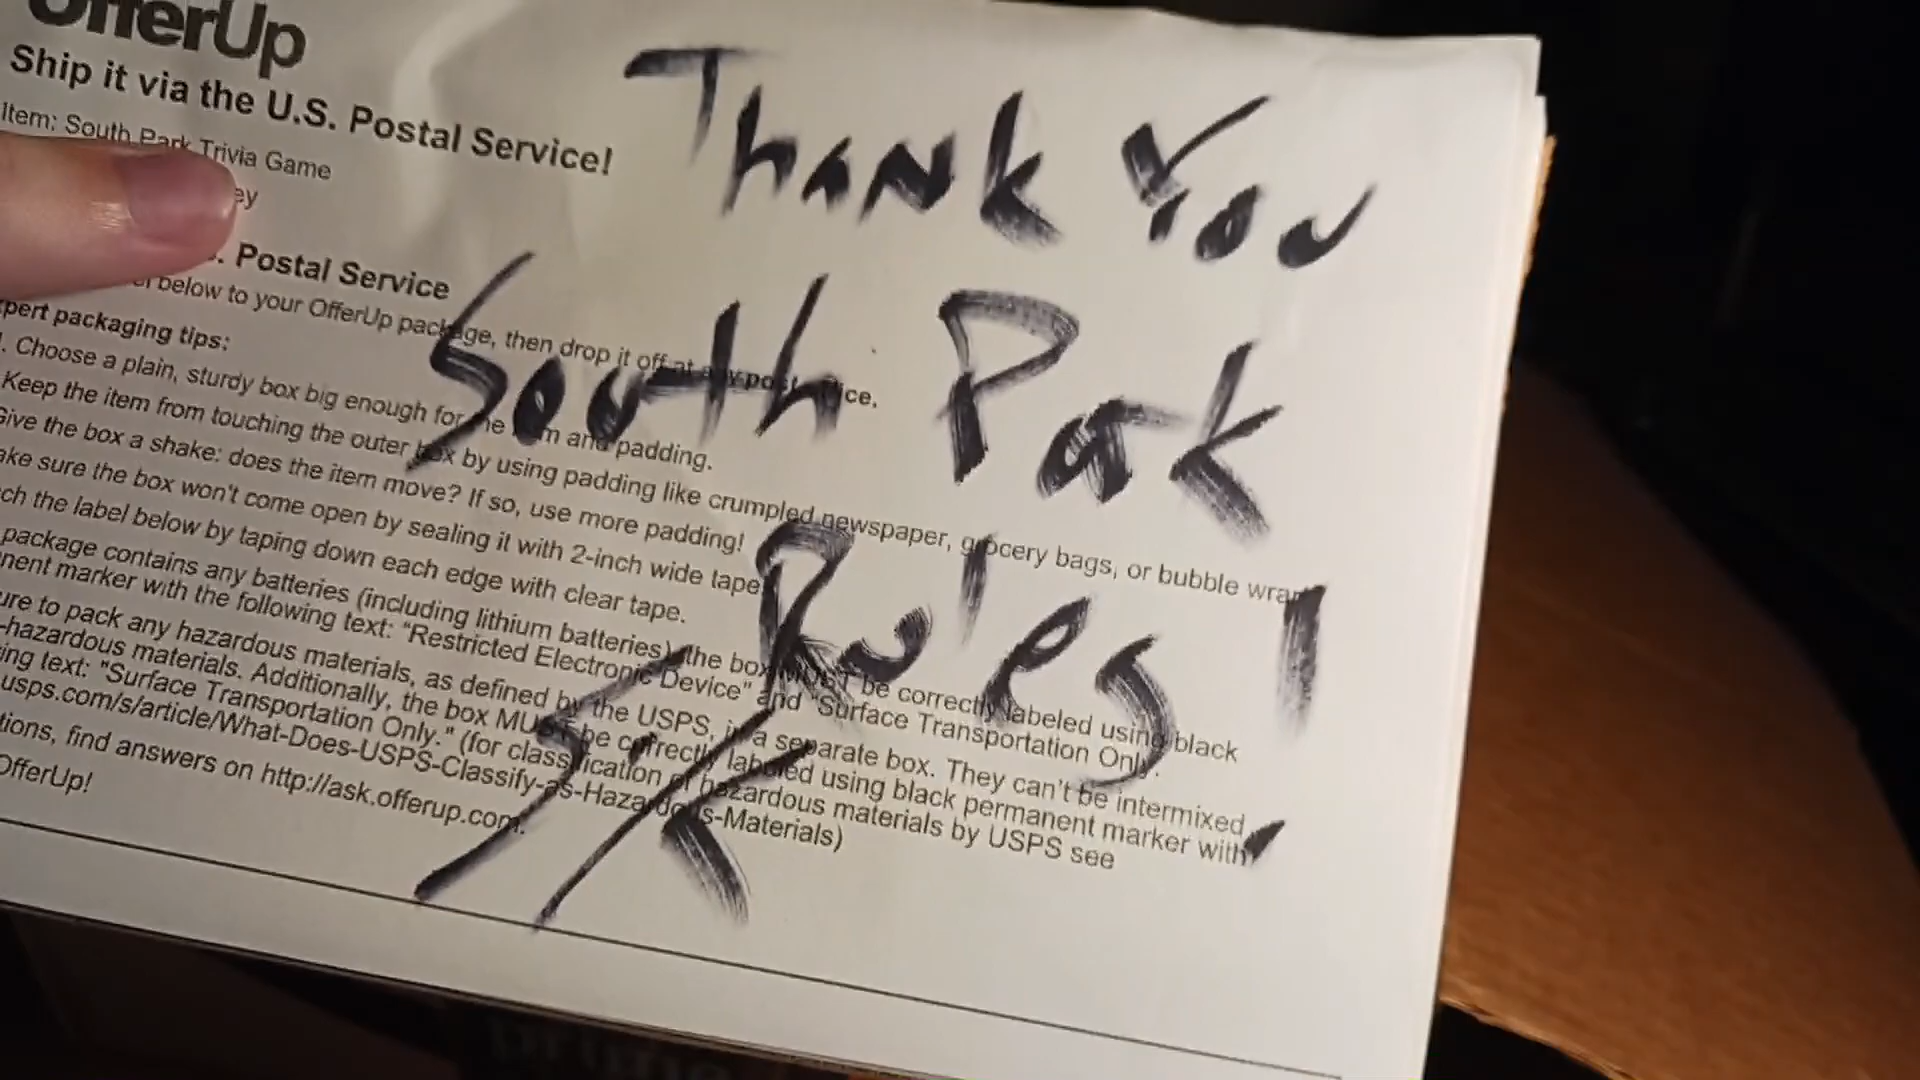 OfferUp
Ship it via the U.S. Postal Service!
Item: South Park Trivia Game
ey
Postal Service
below to your OfferUp package, then drop it off at any post office.
pert packaging tips:
. Choose a plain, sturdy box big enough for the item and padding.
Keep the item from touching the outer box by using padding like crumpled newspaper, grocery bags, or bubble wrap
Give the box a shake: does the item move? If so, use more padding!
ake sure the box won't come open by sealing it with 2-inch wide tape
ch the label below by taping down each edge with clear tape.
package contains any batteries (including lithium batteries), the box MUST be correctly labeled using black
nent marker with the following text: "Restricted Electronic Device" and "Surface Transportation Only.
ure to pack any hazardous materials, as defined by the USPS, in a separate box. They can't be intermixed
-hazardous materials. Additionally, the box MUST be correctly labeled using black permanent marker with
ing text: "Surface Transportation Only." (for classification of hazardous materials by USPS see
usps.com/s/article/What-Does-USPS-Classify-as-Hazardous-Materials)
tions, find answers on http://ask.offerup.com.
OfferUp!
Thank You
South Park
Rules!